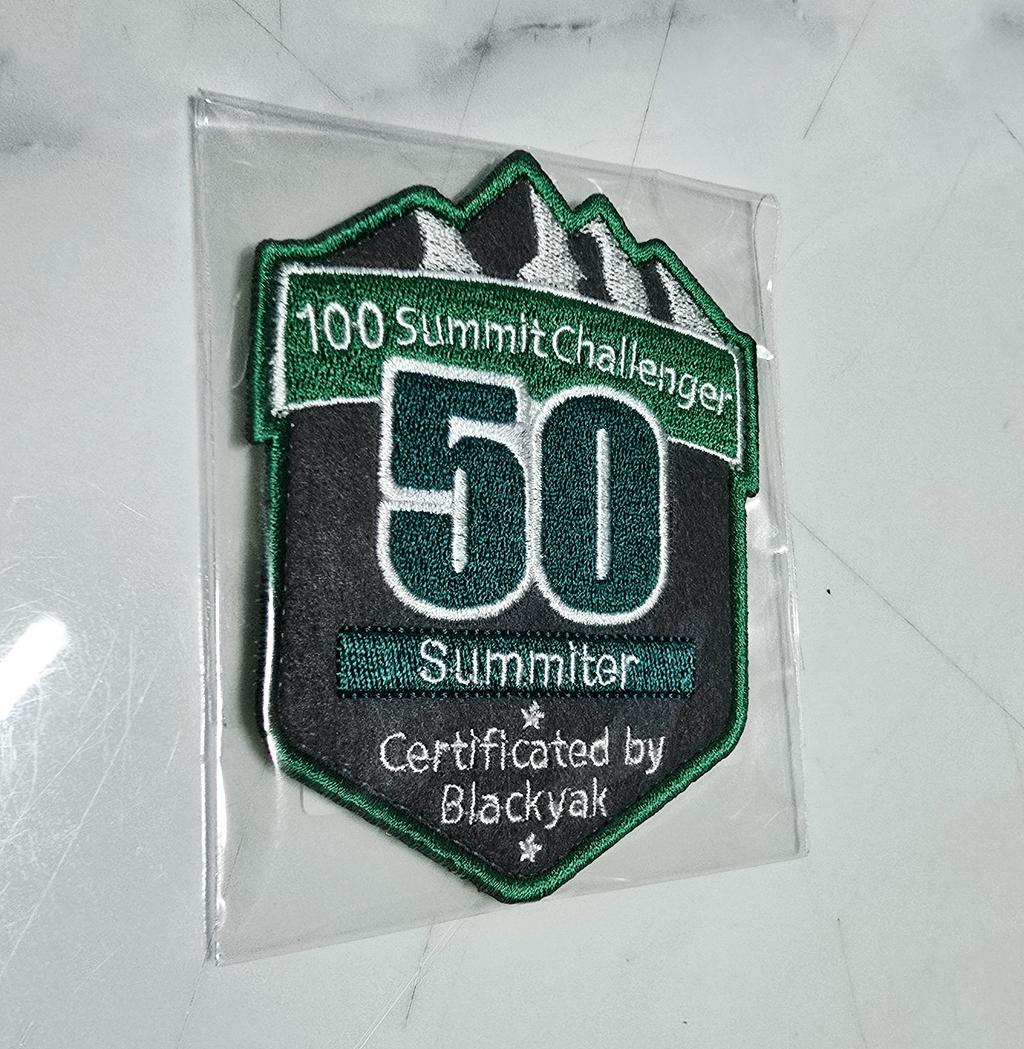 100 Summit Challenger
50
Summiter
Certificated by
Blackyak